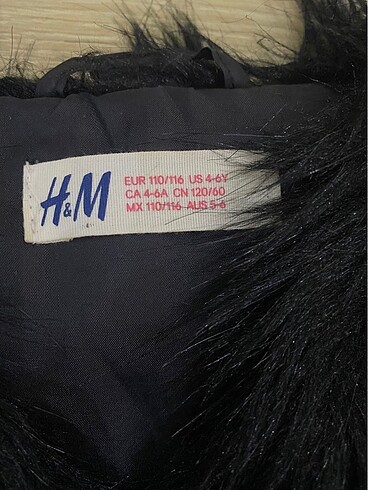 H&M
EUR 110/116 US 4-6Y
CA 4-6A CN 120/60
MX 110/116 AUS 5-6